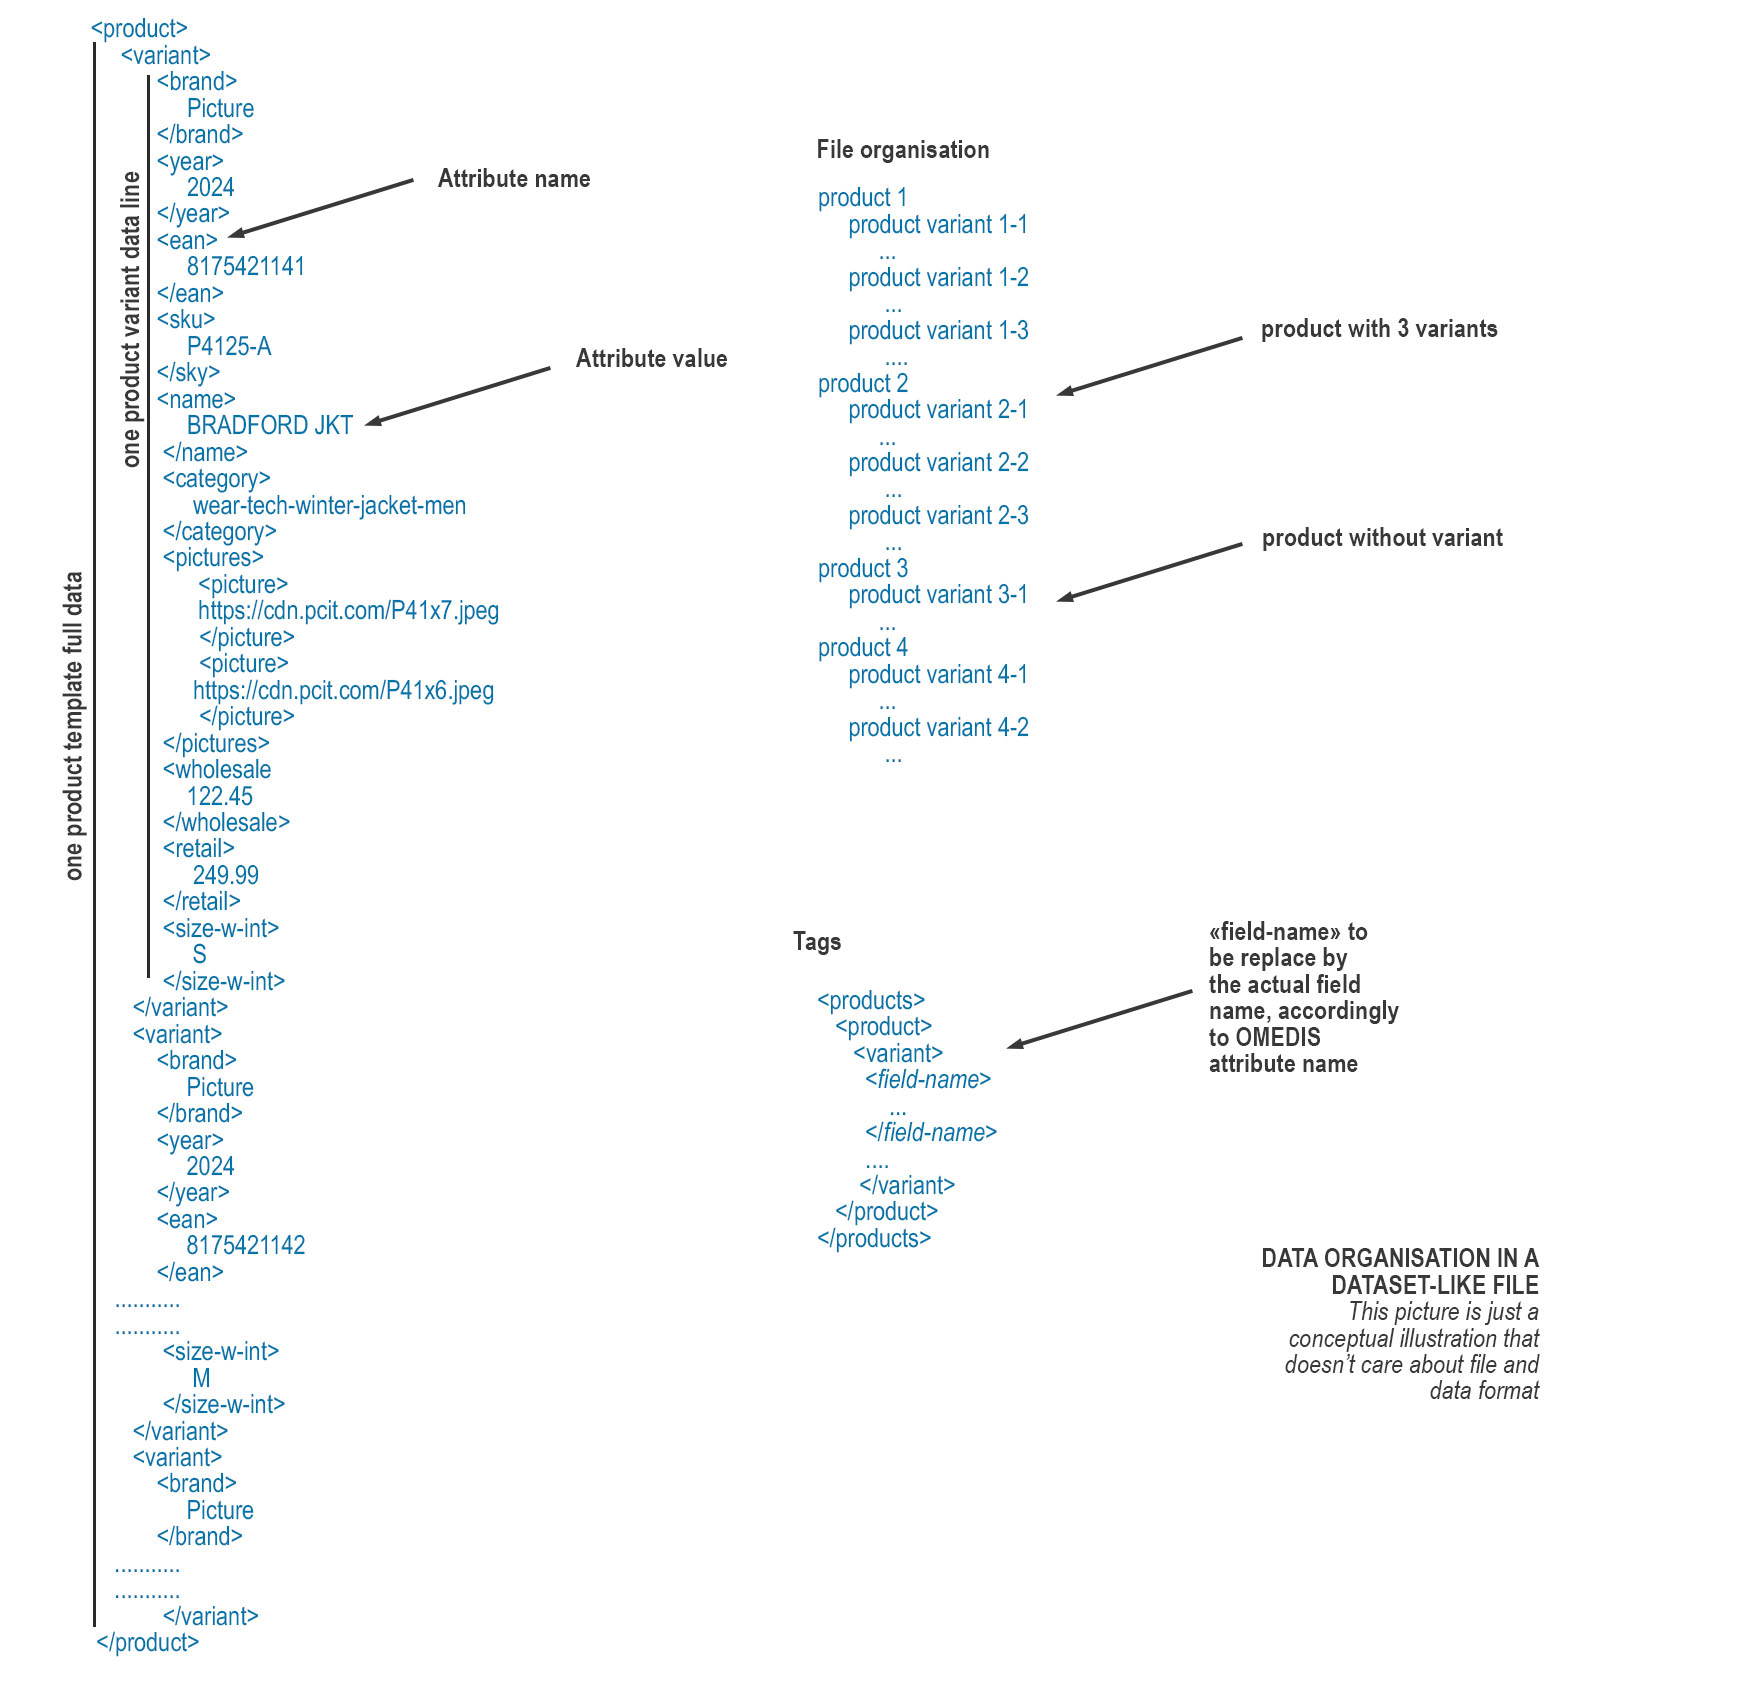 <product>
<variant>
<brand>
Picture
</brand>
<year>
2024
</year>
<ean>
8175421141
</ean>
<sku>
P4125-A
</sky>
<name>
BRADFORD JKT
</name>
<category>
wear-tech-winter-jacket-men
</category>
<pictures>
<picture>
https://cdn.pcit.com/P41x7.jpeg
</picture>
<picture>
https://cdn.pcit.com/P41x6.jpeg
</picture>
</pictures>
<wholesale
122.45
</wholesale>
<retail>
249.99
</retail>
<size-w-int>
S
</size-w-int>
</variant>
<variant>
<brand>
Picture
</brand>
<year>
2024
</year>
<ean>
8175421142
</ean>
...........
...........
<size-w-int>
M
</size-w-int>
</variant>
<variant>
<brand>
Picture
</brand>
...........
...........
</variant>
</product>
one product template full data
one product variant data line
Attribute name
Attribute value
File organisation
product 1
product variant 1-1
...
product variant 1-2
...
product variant 1-3
....
product 2
product variant 2-1
...
product variant 2-2
...
product variant 2-3
...
product 3
product variant 3-1
...
product 4
product variant 4-1
...
product variant 4-2
...
product with 3 variants
product without variant
Tags
<products>
<product>
<variant>
<field-name>
...
</field-name>
....
</variant>
</product>
</products>
«field-name» to
be replace by
the actual field
name, accordingly
to OMEDIS
attribute name
DATA ORGANISATION IN A
DATASET-LIKE FILE
This picture is just a
conceptual illustration that
doesn’t care about file and
data format